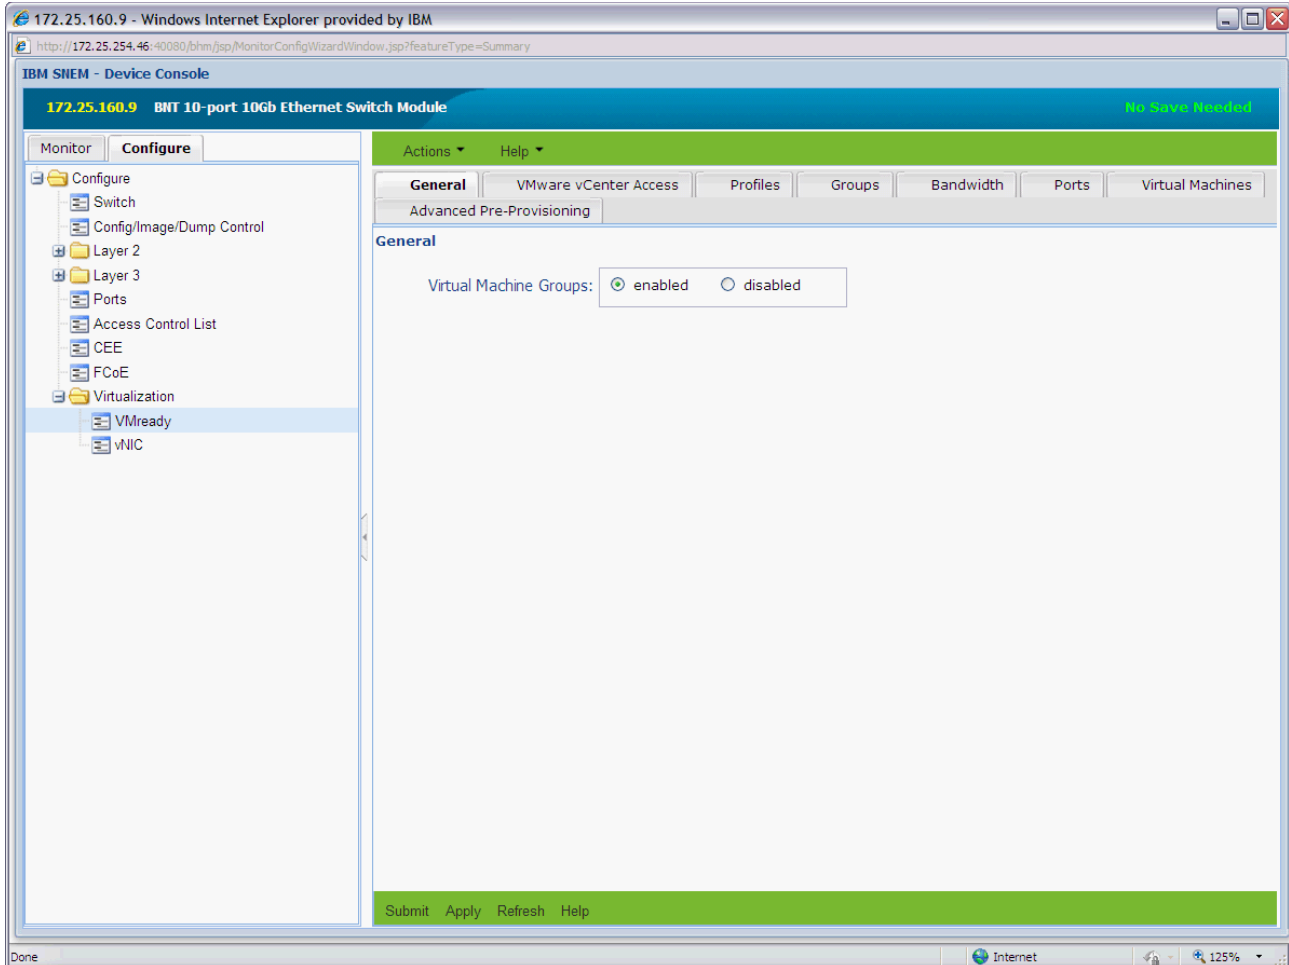 172.25.160.9 - Windows Internet Explorer provided by IBM
http://172.25.254.46:40080/bhm/jsp/MonitorConfigWizardWindow.jsp?featureType=Summary
IBM SNEM - Device Console
172.25.160.9 BNT 10-port 10Gb Ethernet Switch Module No Save Needed
Monitor Configure
Actions Help
Configure
Switch
Config/Image/Dump Control
Layer 2
Layer 3
Ports
Access Control List
CEE
FCoE
Virtualization
VMready
vNIC
General VMware vCenter Access Profiles Groups Bandwidth Ports Virtual Machines
Advanced Pre-Provisioning
General
Virtual Machine Groups: enabled disabled
Submit Apply Refresh Help
Done Internet 125%